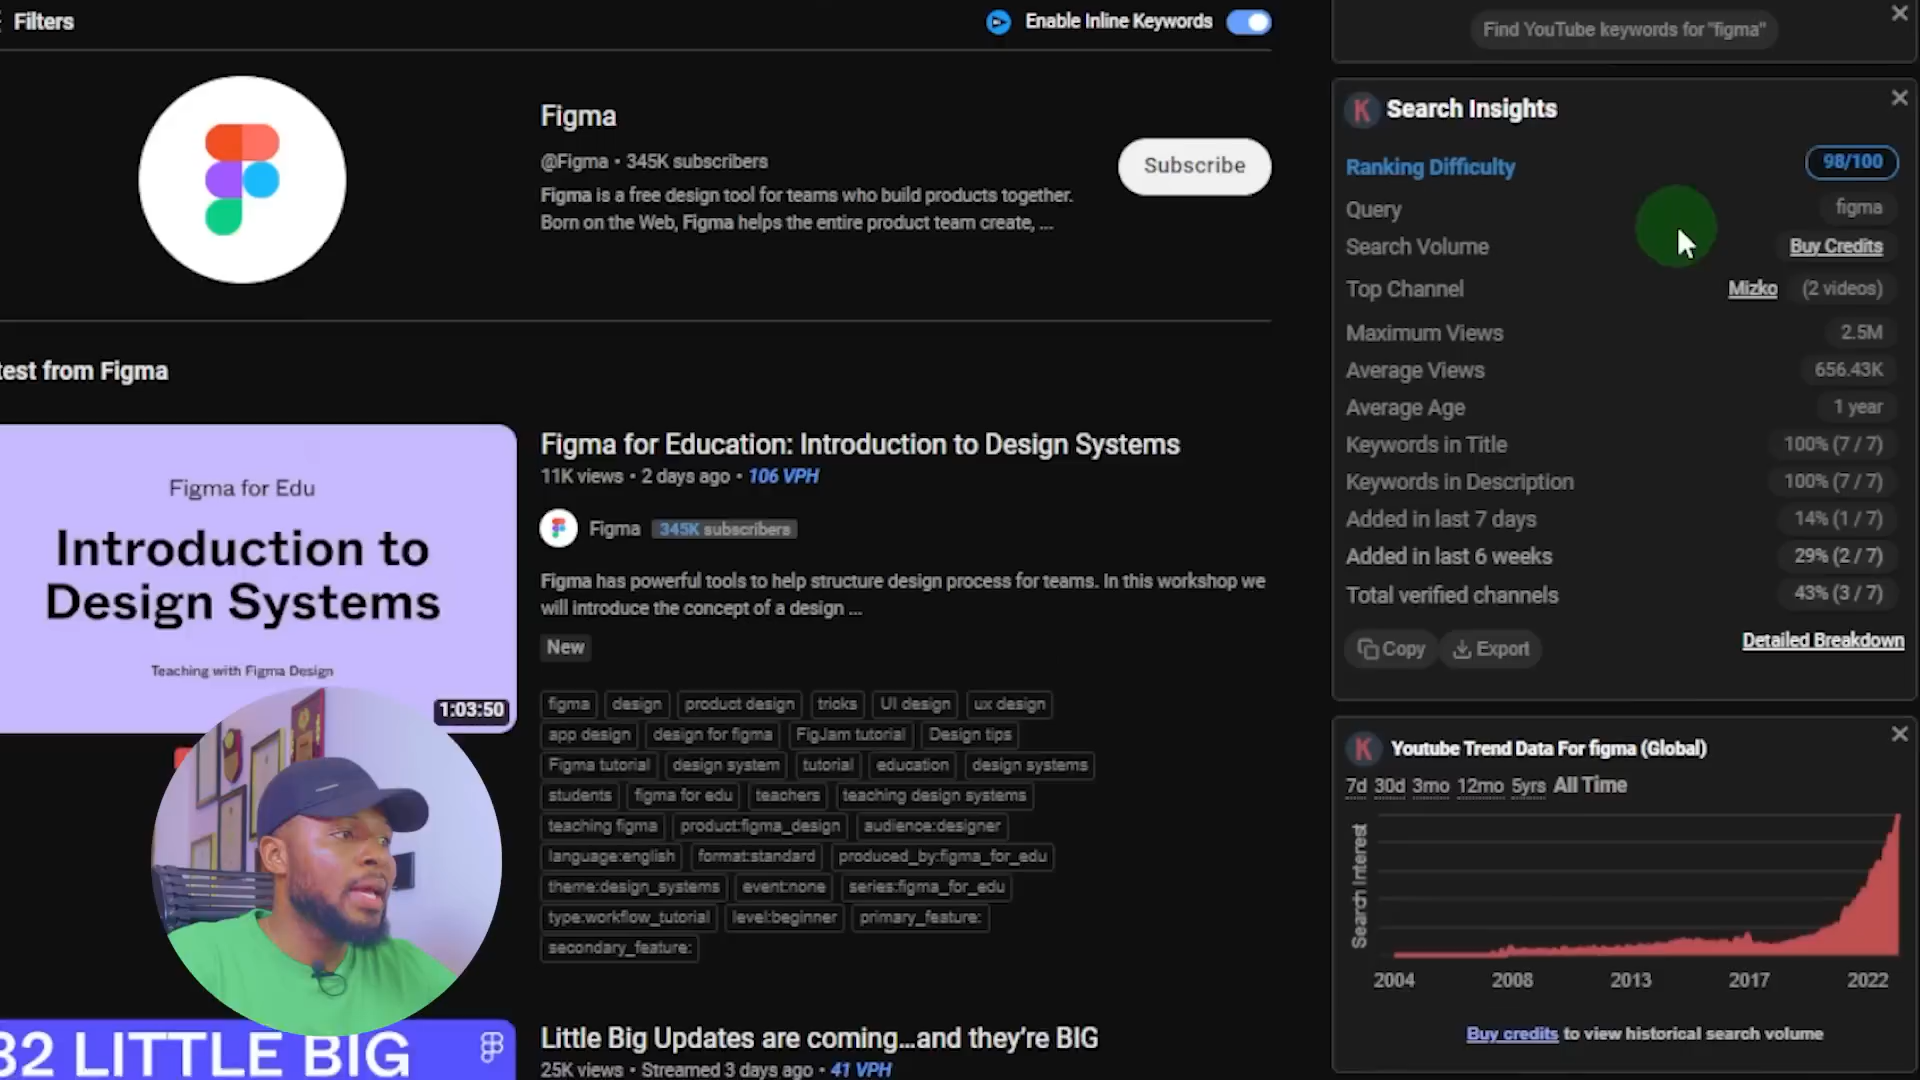 Filters
Enable Inline Keywords
Figma
@Figma • 345K subscribers
Figma is a free design tool for teams who build products together.
Born on the Web, Figma helps the entire product team create, ...
Subscribe
test from Figma
Figma for Edu
Introduction to
Design Systems
Teaching with Figma Design
1:03:50
Figma for Education: Introduction to Design Systems
11K views • 2 days ago • 106 VPH
Figma 345K subscribers
Figma has powerful tools to help structure design process for teams. In this workshop we
will introduce the concept of a design ...
New
figma design product design tricks UI design ux design
app design design for figma FigJam tutorial Design tips
Figma tutorial design system tutorial education design systems
students figma for edu teachers teaching design systems
teaching figma product:figma_design audience:designer
language:english format:standard produced_by:figma_for_edu
theme:design_systems event:none series:figma_for_edu
type:workflow_tutorial level:beginner primary_feature:
secondary_feature:
32 LITTLE BIG
Little Big Updates are coming...and they're BIG
25K views • Streamed 3 days ago • 41 VPH
Find YouTube keywords for "figma"
K Search Insights
Ranking Difficulty 98/100
Query figma
Search Volume Buy Credits
Top Channel Mizko (2 videos)
Maximum Views 2.5M
Average Views 656.43K
Average Age 1 year
Keywords in Title 100% (7 / 7)
Keywords in Description 100% (7 / 7)
Added in last 7 days 14% (1 / 7)
Added in last 6 weeks 29% (2 / 7)
Total verified channels 43% (3 / 7)
Copy Export Detailed Breakdown
K Youtube Trend Data For figma (Global)
7d 30d 3mo 12mo 5yrs All Time
Search Interest
2004 2008 2013 2017 2022
Buy credits to view historical search volume